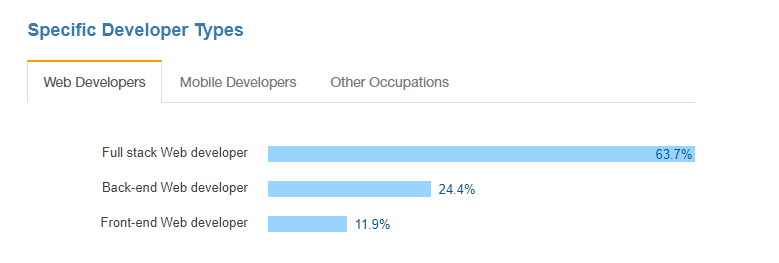 Specific Developer Types
Web Developers Mobile Developers Other Occupations
Full stack Web developer 63.7%
Back-end Web developer 24.4%
Front-end Web developer 11.9%